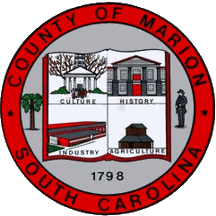 COUNTY OF MARION
CULTURE HISTORY
INDUSTRY AGRICULTURE
1798
SOUTH CAROLINA